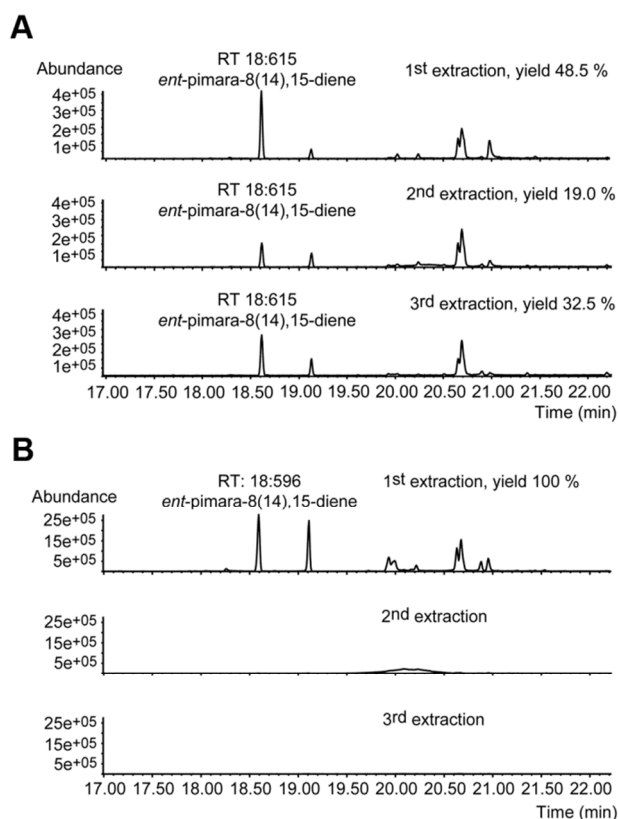 A
RT 18:615
Abundance
ent-pimara-8(14),15-diene
1st extraction, yield 48.5 %
4e+05
3e+05
2e+05
1e+05
RT 18:615
ent-pimara-8(14),15-diene
2nd extraction, yield 19.0 %
4e+05
3e+05
2e+05
1e+05
RT 18:615
ent-pimara-8(14),15-diene
3rd extraction, yield 32.5 %
4e+05
3e+05
2e+05
1e+05
17.00 17.50 18.00 18.50 19.00 19.50 20.00 20.50 21.00 21.50 22.00
Time (min)
B
RT: 18:596
Abundance
ent-pimara-8(14),15-diene
1st extraction, yield 100 %
25e+05
15e+05
5e+05
2nd extraction
25e+05
15e+05
5e+05
3rd extraction
25e+05
15e+05
5e+05
17.00 17.50 18.00 18.50 19.00 19.50 20.00 20.50 21.00 21.50 22.00
Time (min)